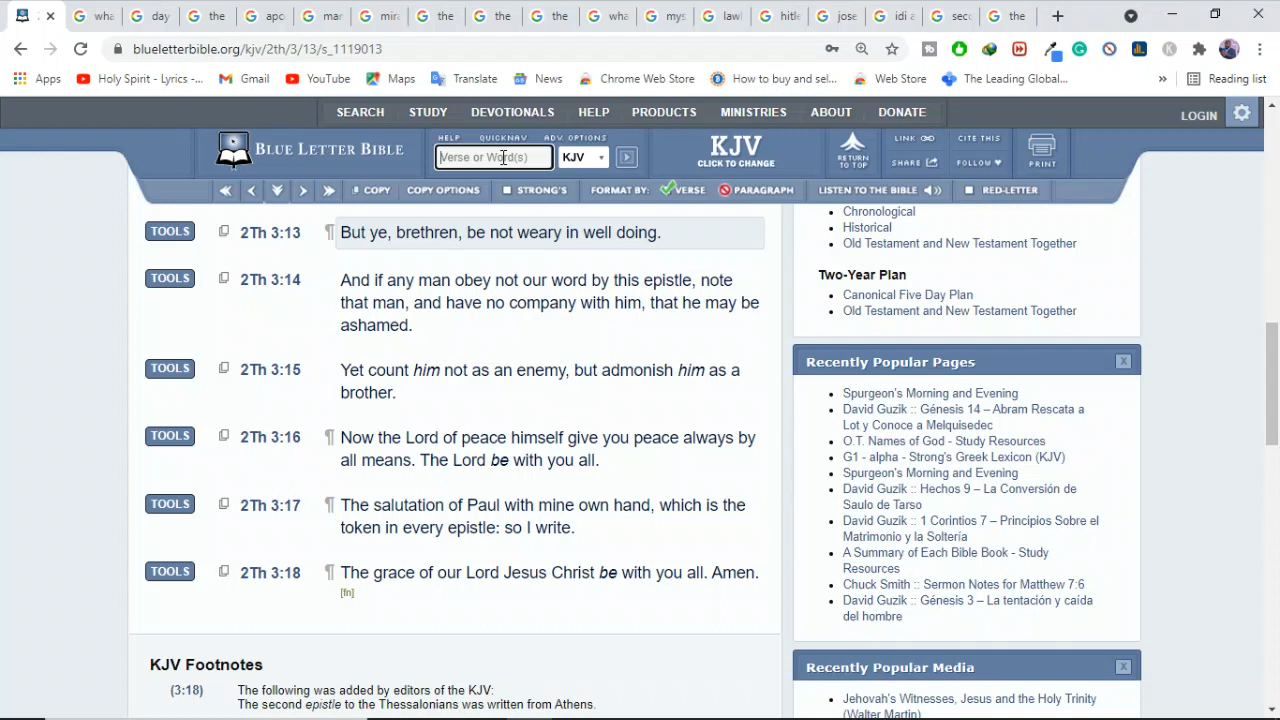 wha
day
the
apo
mar
mira
the
the
the
wha
mys
lawl
hitle
jose
idi a
seco
the
blueletterbible.org/kjv/2th/3/13/s_1119013
Apps
Holy Spirit - Lyrics -...
Gmail
YouTube
Maps
Translate
News
Chrome Web Store
How to buy and sel...
Web Store
The Leading Global...
»
Reading list
SEARCH STUDY DEVOTIONALS HELP PRODUCTS MINISTRIES ABOUT DONATE
LOGIN
BLUE LETTER BIBLE
HELP QUICKNAV ADV. OPTIONS
Verse or Word(s)
KJV
KJV
CLICK TO CHANGE
RETURN
TO TOP
LINK
CITE THIS
SHARE
FOLLOW
PRINT
COPY COPY OPTIONS STRONG'S FORMAT BY: VERSE PARAGRAPH LISTEN TO THE BIBLE RED-LETTER
TOOLS 2Th 3:13 ¶ But ye, brethren, be not weary in well doing.
TOOLS 2Th 3:14 And if any man obey not our word by this epistle, note
that man, and have no company with him, that he may be
ashamed.
TOOLS 2Th 3:15 Yet count him not as an enemy, but admonish him as a
brother.
TOOLS 2Th 3:16 ¶ Now the Lord of peace himself give you peace always by
all means. The Lord be with you all.
TOOLS 2Th 3:17 ¶ The salutation of Paul with mine own hand, which is the
token in every epistle: so I write.
TOOLS 2Th 3:18 ¶ The grace of our Lord Jesus Christ be with you all. Amen.
[fn]
KJV Footnotes
(3:18) The following was added by editors of the KJV:
The second epistle to the Thessalonians was written from Athens.
Chronological
Historical
Old Testament and New Testament Together
Two-Year Plan
Canonical Five Day Plan
Old Testament and New Testament Together
Recently Popular Pages
X
Spurgeon's Morning and Evening
David Guzik :: Génesis 14 – Abram Rescata a
Lot y Conoce a Melquisedec
O.T. Names of God - Study Resources
G1 - alpha - Strong's Greek Lexicon (KJV)
Spurgeon's Morning and Evening
David Guzik :: Hechos 9 – La Conversión de
Saulo de Tarso
David Guzik :: 1 Corintios 7 – Principios Sobre el
Matrimonio y la Soltería
A Summary of Each Bible Book - Study
Resources
Chuck Smith :: Sermon Notes for Matthew 7:6
David Guzik :: Génesis 3 – La tentación y caída
del hombre
Recently Popular Media
X
Jehovah's Witnesses, Jesus and the Holy Trinity
(Walter Martin)